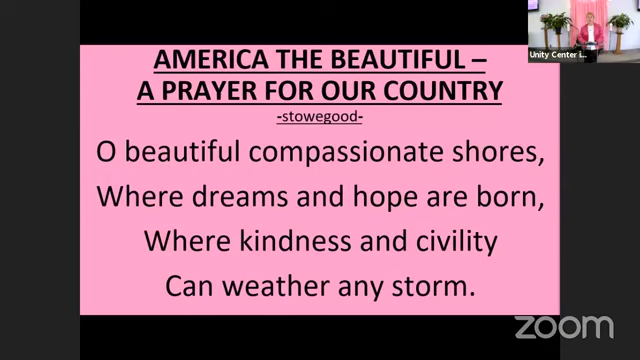 AMERICA THE BEAUTIFUL –
A PRAYER FOR OUR COUNTRY
-stowegood-
O beautiful compassionate shores,
Where dreams and hope are born,
Where kindness and civility
Can weather any storm.
Unity Center i...
zoom